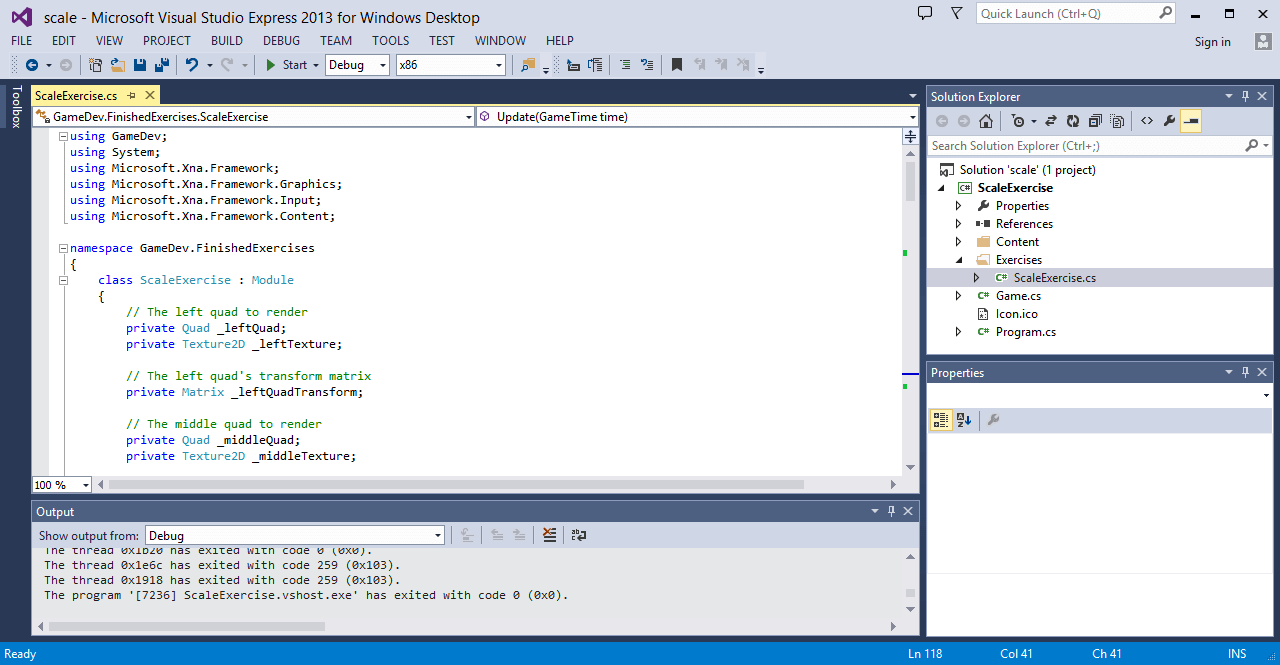 scale - Microsoft Visual Studio Express 2013 for Windows Desktop
Quick Launch (Ctrl+Q)
FILE EDIT VIEW PROJECT BUILD DEBUG TEAM TOOLS TEST WINDOW HELP
Sign in
Start Debug x86
Toolbox
ScaleExercise.cs
GameDev.FinishedExercises.ScaleExercise
Update(GameTime time)
using GameDev;
using System;
using Microsoft.Xna.Framework;
using Microsoft.Xna.Framework.Graphics;
using Microsoft.Xna.Framework.Input;
using Microsoft.Xna.Framework.Content;
namespace GameDev.FinishedExercises
{
class ScaleExercise : Module
{
// The left quad to render
private Quad _leftQuad;
private Texture2D _leftTexture;
// The left quad's transform matrix
private Matrix _leftQuadTransform;
// The middle quad to render
private Quad _middleQuad;
private Texture2D _middleTexture;
100 %
Output
Show output from: Debug
The thread 0x1b20 has exited with code 0 (0x0).
The thread 0x1e6c has exited with code 259 (0x103).
The thread 0x1918 has exited with code 259 (0x103).
The program '[7236] ScaleExercise.vshost.exe' has exited with code 0 (0x0).
Solution Explorer
Search Solution Explorer (Ctrl+;)
Solution 'scale' (1 project)
C# ScaleExercise
Properties
References
Content
Exercises
C# ScaleExercise.cs
C# Game.cs
Icon.ico
C# Program.cs
Properties
Ready
Ln 118 Col 41 Ch 41 INS